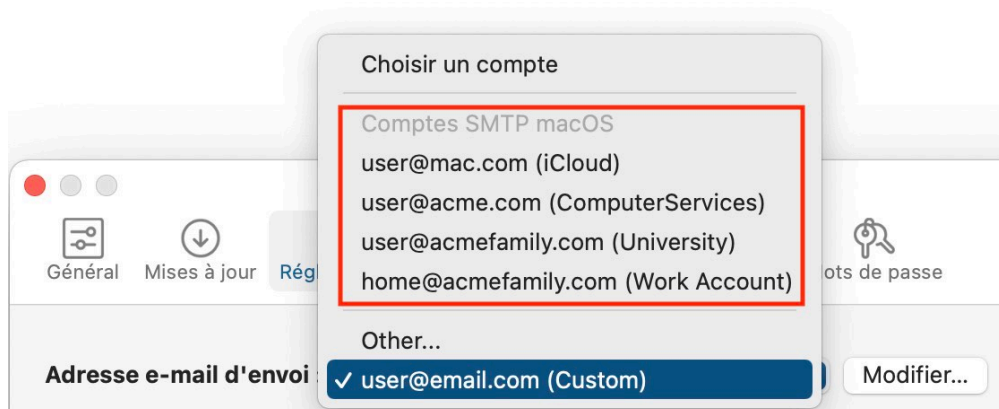 Choisir un compte
Comptes SMTP macOS
user@mac.com (iCloud)
user@acme.com (ComputerServices)
user@acmefamily.com (University)
home@acmefamily.com (Work Account)
Other...
✓ user@email.com (Custom)
Général Mises à jour Rég ots de passe
Adresse e-mail d'envoi : Modifier...